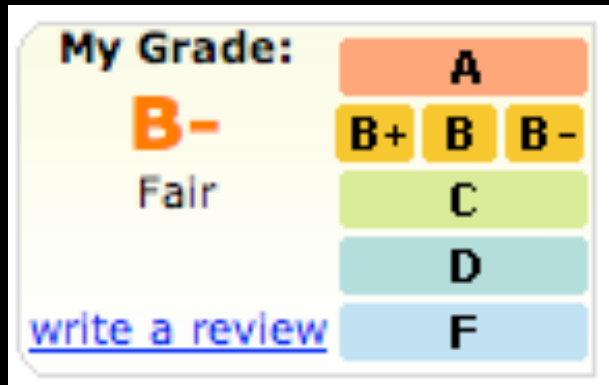 My Grade:
B-
Fair
write a review
A
B+ B B-
C
D
F